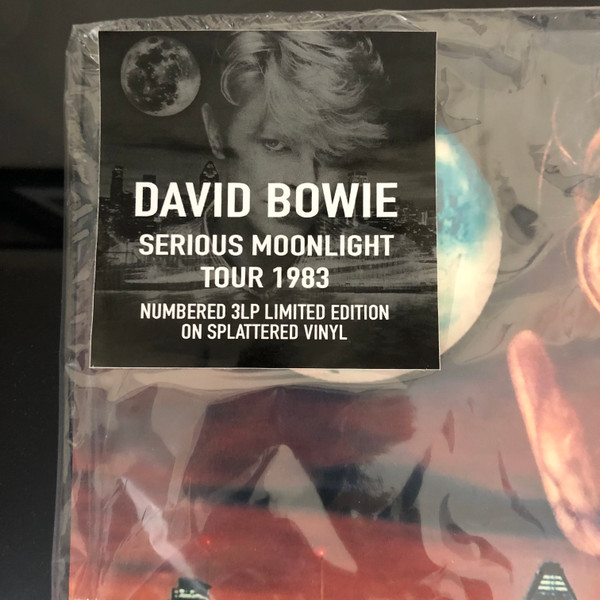 DAVID BOWIE
SERIOUS MOONLIGHT
TOUR 1983
NUMBERED 3LP LIMITED EDITION
ON SPLATTERED VINYL